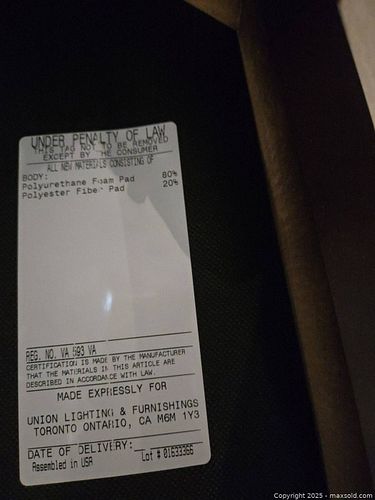 UNDER PENALTY OF LAW
THIS TAG NOT TO BE REMOVED
EXCEPT BY THE CONSUMER
ALL NEW MATERIALS CONSISTING OF
BODY:
Polyurethane Foam Pad 80%
Polyester Fiber Pad 20%
REG. NO. VA 593 VA
CERTIFICATION IS MADE BY THE MANUFACTURER
THAT THE MATERIALS IN THIS ARTICLE ARE
DESCRIBED IN ACCORDANCE WITH LAW.
MADE EXPRESSLY FOR
UNION LIGHTING & FURNISHINGS
TORONTO ONTARIO, CA M6M 1Y3
DATE OF DELIVERY:
Assembled in USA Lot # 01633366
Copyright 2025 - maxsold.com